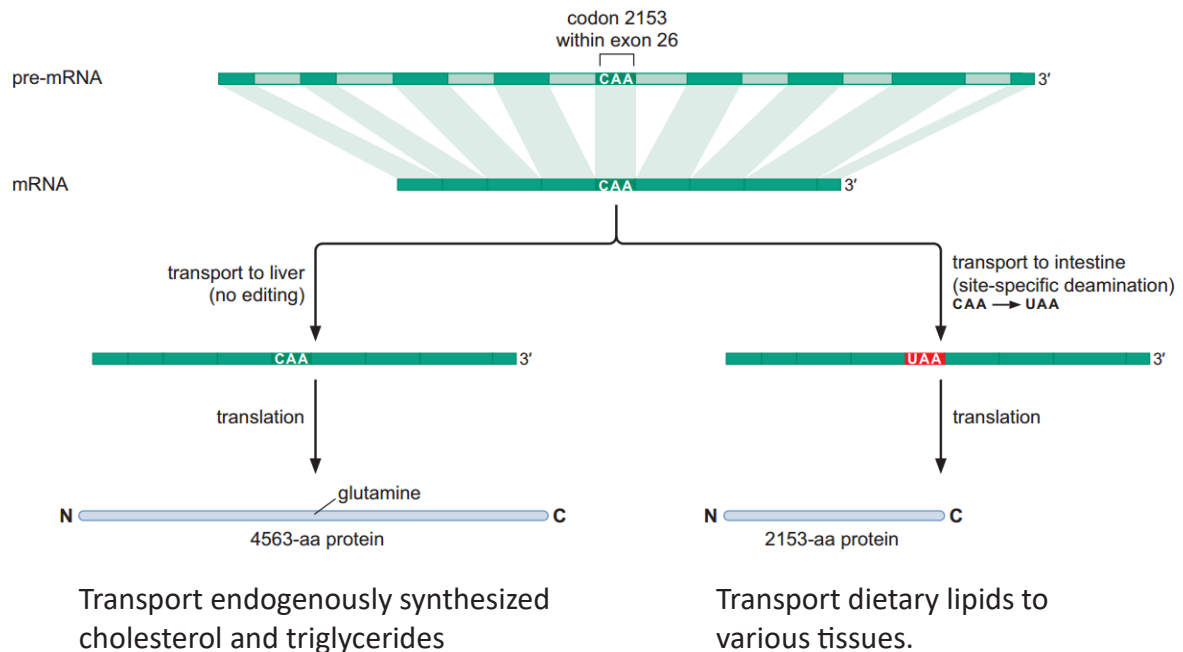 codon 2153
within exon 26
pre-mRNA
CAA
3′
mRNA
CAA
3′
transport to liver
(no editing)
transport to intestine
(site-specific deamination)
CAA → UAA
CAA
3′
UAA
3′
translation
translation
glutamine
N
C
N
C
4563-aa protein
2153-aa protein
Transport endogenously synthesized
cholesterol and triglycerides
Transport dietary lipids to
various tissues.